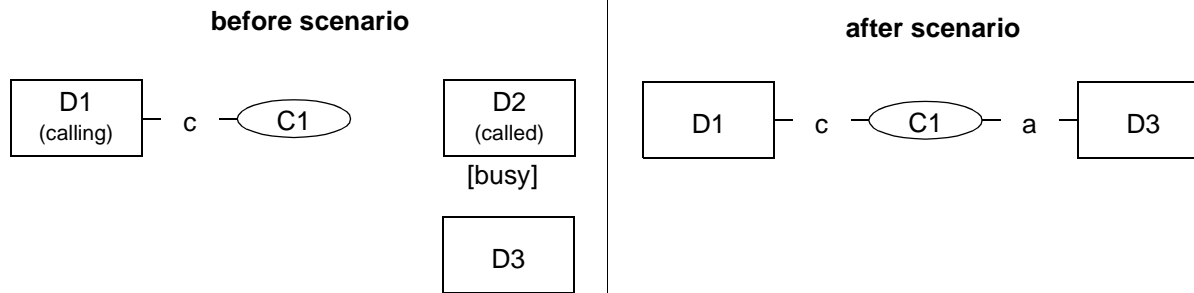 before scenario
D1
(calling)
c
C1
D2
(called)
[busy]
D3
after scenario
D1
c
C1
a
D3